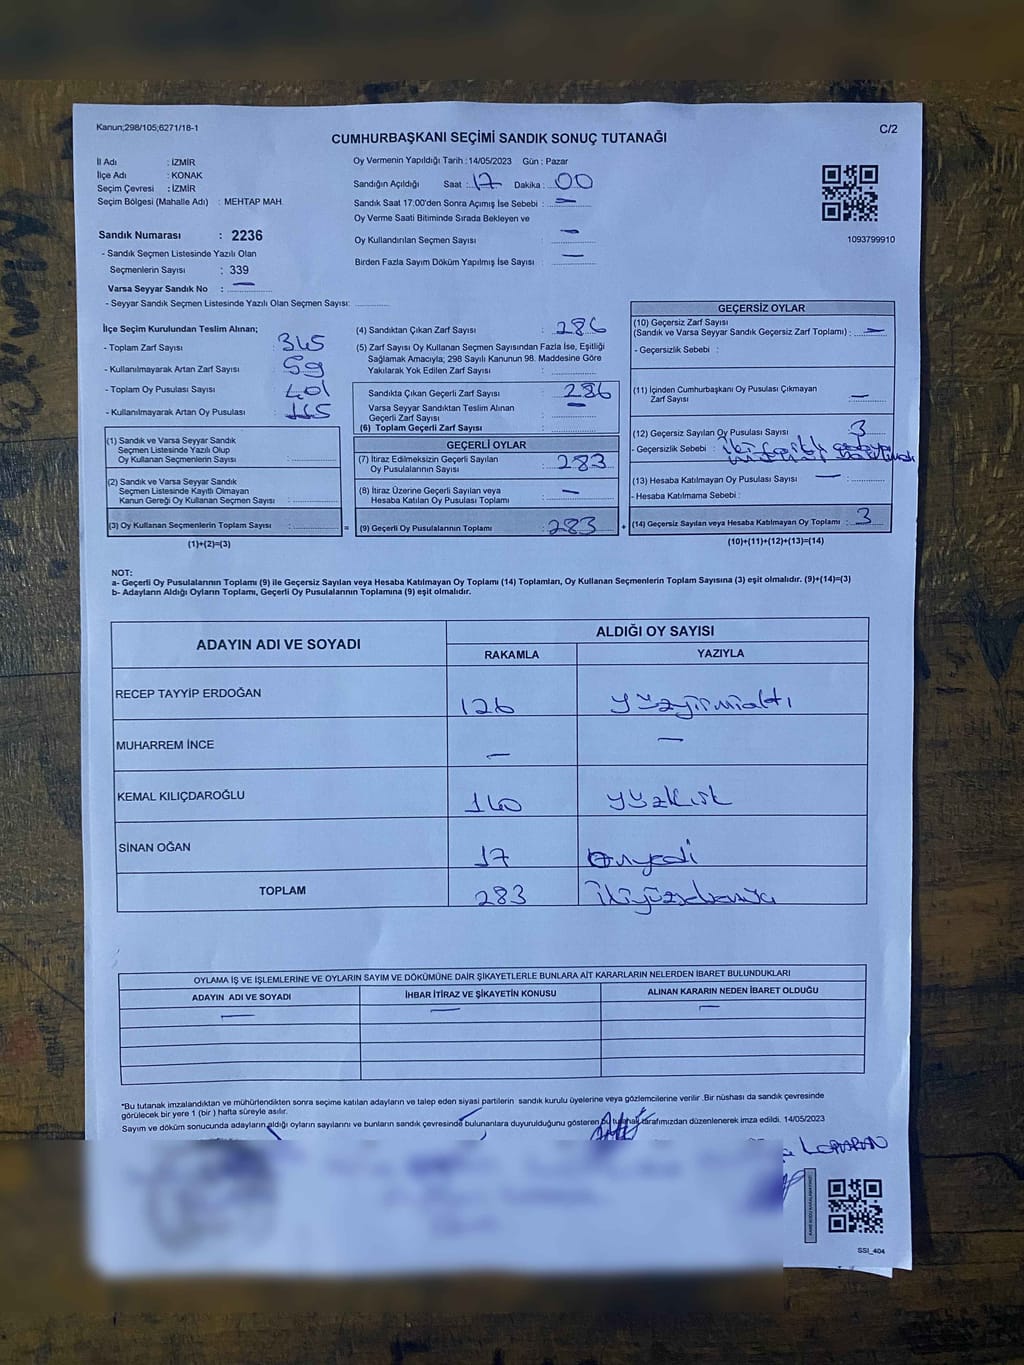 Kanun;298/105;6271/18-1
C/2
CUMHURBAŞKANI SEÇİMİ SANDIK SONUÇ TUTANAĞI
İl Adı : İZMİR
İlçe Adı : KONAK
Seçim Çevresi : İZMİR
Seçim Bölgesi (Mahalle Adı) : MEHTAP MAH.
Sandık Numarası : 2236
- Sandık Seçmen Listesinde Yazılı Olan
Seçmenlerin Sayısı : 339
Varsa Seyyar Sandık No : —
- Seyyar Sandık Seçmen Listesinde Yazılı Olan Seçmen Sayısı: ............
Oy Vermenin Yapıldığı Tarih : 14/05/2023 Gün : Pazar
Sandığın Açıldığı Saat : 17 Dakika : 00
Sandık Saat 17:00'den Sonra Açımış İse Sebebi : —
Oy Verme Saati Bitiminde Sırada Bekleyen ve
Oy Kullandırılan Seçmen Sayısı : —
Birden Fazla Sayım Döküm Yapılmış İse Sayısı : —
1093799910
İlçe Seçim Kurulundan Teslim Alınan;
- Toplam Zarf Sayısı : 345
- Kullanılmayarak Artan Zarf Sayısı : 59
- Toplam Oy Pusulası Sayısı : 401
- Kullanılmayarak Artan Oy Pusulası : 115
(1) Sandık ve Varsa Seyyar Sandık
Seçmen Listesinde Yazılı Olup
Oy Kullanan Seçmenlerin Sayısı :
(2) Sandık ve Varsa Seyyar Sandık
Seçmen Listesinde Kayıtlı Olmayan
Kanun Gereği Oy Kullanan Seçmen Sayısı :
(3) Oy Kullanan Seçmenlerin Toplam Sayısı : =
(1)+(2)=(3)
(4) Sandıktan Çıkan Zarf Sayısı : 286
(5) Zarf Sayısı Oy Kullanan Seçmen Sayısından Fazla İse, Eşitliği
Sağlamak Amacıyla; 298 Sayılı Kanunun 98. Maddesine Göre
Yakılarak Yok Edilen Zarf Sayısı :
Sandıkta Çıkan Geçerli Zarf Sayısı : 286
Varsa Seyyar Sandıktan Teslim Alınan
Geçerli Zarf Sayısı : —
(6) Toplam Geçerli Zarf Sayısı :
GEÇERLİ OYLAR
(7) İtiraz Edilmeksizin Geçerli Sayılan
Oy Pusulalarının Sayısı : 283
(8) İtiraz Üzerine Geçerli Sayılan veya
Hesaba Katılan Oy Pusulası Toplamı : —
(9) Geçerli Oy Pusulalarının Toplamı : 283 +
GEÇERSİZ OYLAR
(10) Geçersiz Zarf Sayısı
(Sandık ve Varsa Seyyar Sandık Geçersiz Zarf Toplamı) : —
- Geçersizlik Sebebi :
(11) İçinden Cumhurbaşkanı Oy Pusulası Çıkmayan
Zarf Sayısı : —
(12) Geçersiz Sayılan Oy Pusulası Sayısı : 3
- Geçersizlik Sebebi :
(13) Hesaba Katılmayan Oy Pusulası Sayısı : —
- Hesaba Katılmama Sebebi :
(14) Geçersiz Sayılan veya Hesaba Katılmayan Oy Toplamı : 3
(10)+(11)+(12)+(13)=(14)
NOT:
a- Geçerli Oy Pusulalarının Toplamı (9) ile Geçersiz Sayılan veya Hesaba Katılmayan Oy Toplamı (14) Toplamları, Oy Kullanan Seçmenlerin Toplam Sayısına (3) eşit olmalıdır. (9)+(14)=(3)
b- Adayların Aldığı Oyların Toplamı, Geçerli Oy Pusulalarının Toplamına (9) eşit olmalıdır.
ADAYIN ADI VE SOYADI
ALDIĞI OY SAYISI
RAKAMLA YAZIYLA
RECEP TAYYİP ERDOĞAN 126 yüzyirmialtı
MUHARREM İNCE — —
KEMAL KILIÇDAROĞLU 140 yüzkırk
SİNAN OĞAN 17 Onyedi
TOPLAM 283
OYLAMA İŞ VE İŞLEMLERİNE VE OYLARIN SAYIM VE DÖKÜMÜNE DAİR ŞİKAYETLERLE BUNLARA AİT KARARLARIN NELERDEN İBARET BULUNDUKLARI
ADAYIN ADI VE SOYADI İHBAR İTİRAZ VE ŞİKAYETİN KONUSU ALINAN KARARIN NEDEN İBARET OLDUĞU
— — —
*Bu tutanak imzalandıktan ve mühürlendikten sonra seçime katılan adayların ve talep eden siyasi partilerin sandık kurulu üyelerine veya gözlemcilerine verilir .Bir nüshası da sandık çevresinde
görülecek bir yere 1 (bir ) hafta süreyle asılır.
Sayım ve döküm sonucunda adayların aldığı oyların sayılarını ve bunların sandık çevresinde bulunanlara duyurulduğunu gösteren bu tutanak tarafımızdan düzenlenerek imza edildi. 14/05/2023
SSI_404